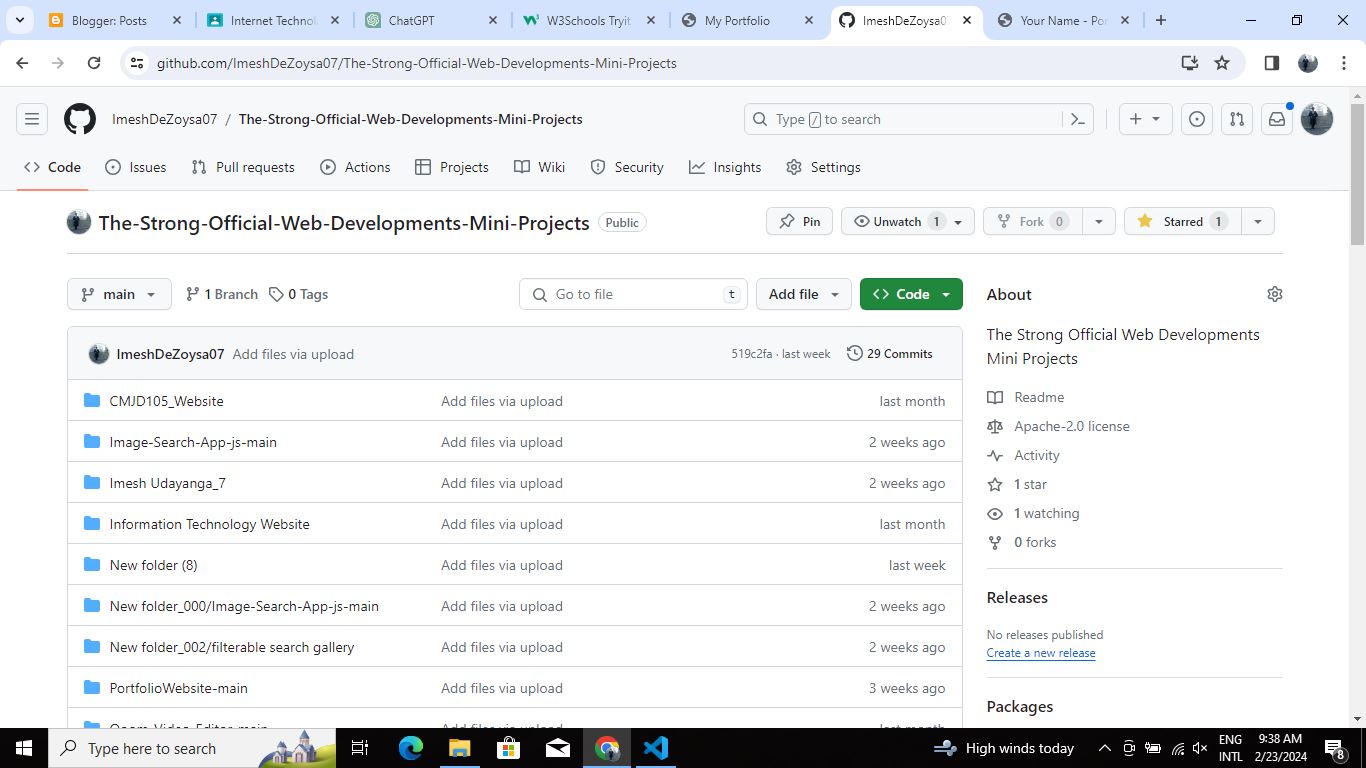 Blogger: Posts
Internet Technol
ChatGPT
W3Schools Tryit
My Portfolio
ImeshDeZoysa0
Your Name - Por
github.com/ImeshDeZoysa07/The-Strong-Official-Web-Developments-Mini-Projects
ImeshDeZoysa07 / The-Strong-Official-Web-Developments-Mini-Projects
Type / to search
Code Issues Pull requests Actions Projects Wiki Security Insights Settings
The-Strong-Official-Web-Developments-Mini-Projects Public
Pin Unwatch 1 Fork 0 Starred 1
main 1 Branch 0 Tags Go to file t Add file Code
ImeshDeZoysa07 Add files via upload 519c2fa · last week 29 Commits
CMJD105_Website Add files via upload last month
Image-Search-App-js-main Add files via upload 2 weeks ago
Imesh Udayanga_7 Add files via upload 2 weeks ago
Information Technology Website Add files via upload last month
New folder (8) Add files via upload last week
New folder_000/Image-Search-App-js-main Add files via upload 2 weeks ago
New folder_002/filterable search gallery Add files via upload 2 weeks ago
PortfolioWebsite-main Add files via upload 3 weeks ago
Add files via upload last month
About
The Strong Official Web Developments
Mini Projects
Readme
Apache-2.0 license
Activity
1 star
1 watching
0 forks
Releases
No releases published
Create a new release
Packages
Type here to search
High winds today
ENG
INTL
9:38 AM
2/23/2024
8